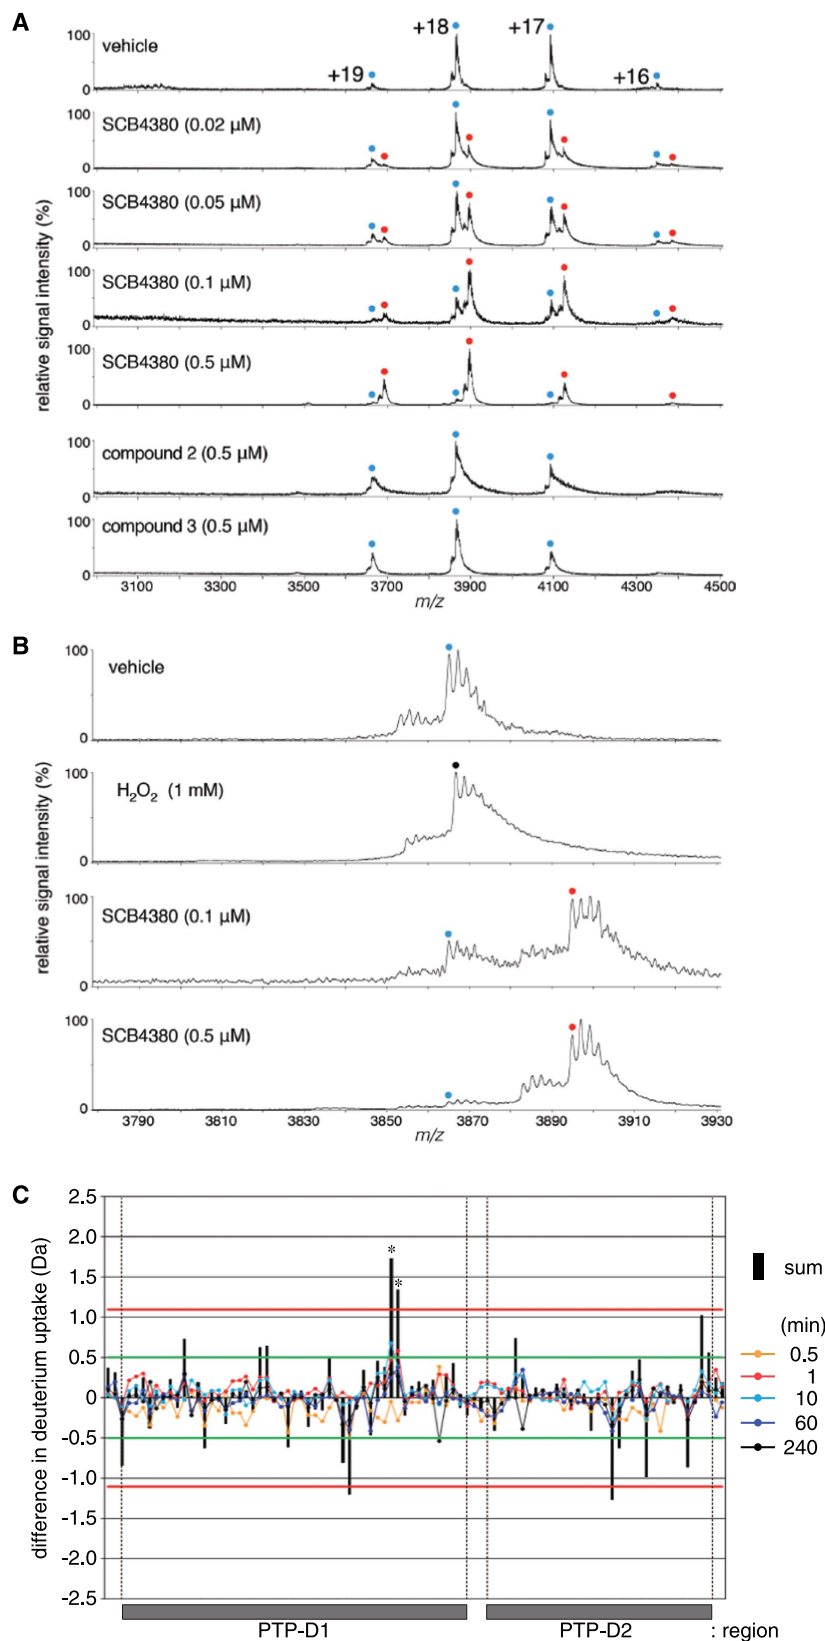 A
vehicle
+19
+18
+17
+16
100
0
SCB4380 (0.02 µM)
100
0
SCB4380 (0.05 µM)
100
0
SCB4380 (0.1 µM)
100
0
SCB4380 (0.5 µM)
100
0
compound 2 (0.5 µM)
100
0
compound 3 (0.5 µM)
100
0
relative signal intensity (%)
3100 3300 3500 3700 3900 4100 4300 4500
m/z
B
vehicle
100
0
H2O2 (1 mM)
100
0
SCB4380 (0.1 µM)
100
0
SCB4380 (0.5 µM)
100
0
relative signal intensity (%)
3790 3810 3830 3850 3870 3890 3910 3930
m/z
C
difference in deuterium uptake (Da)
2.5
2.0
1.5
1.0
0.5
0
-0.5
-1.0
-1.5
-2.0
-2.5
*
*
sum
(min)
0.5
1
10
60
240
PTP-D1 PTP-D2 : region